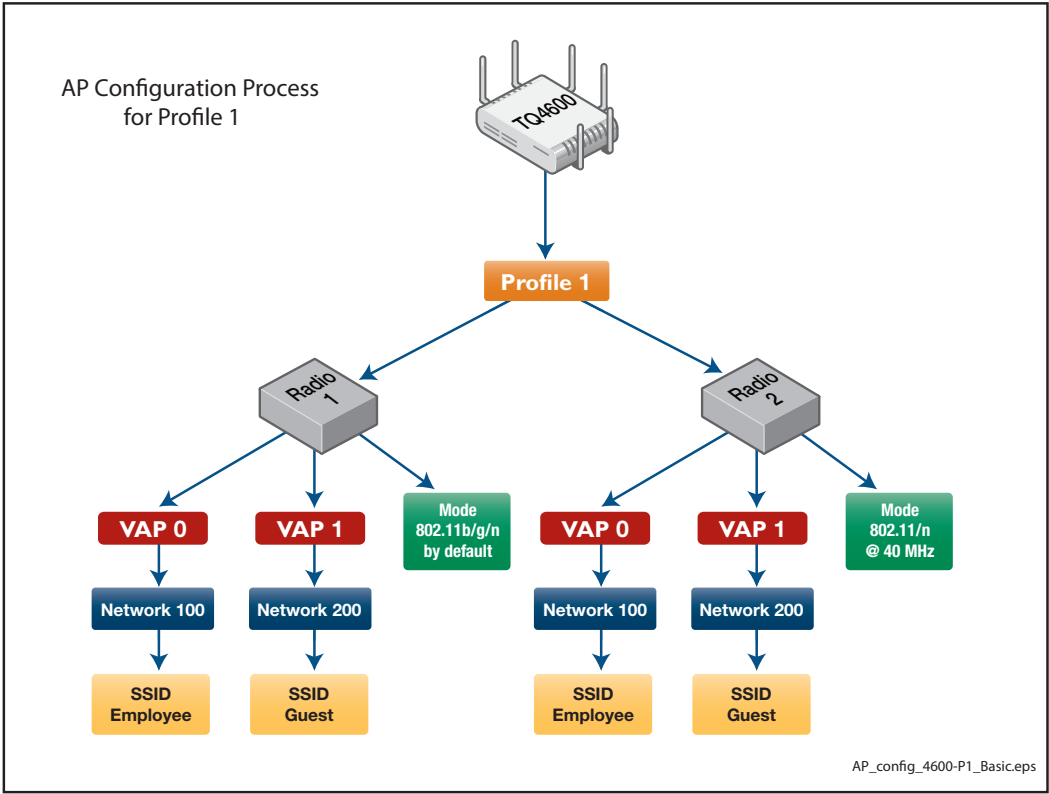 AP Configuration Process
for Profile 1
TQ4600
Profile 1
Radio
1
Radio
2
VAP 0
VAP 1
Mode
802.11b/g/n
by default
VAP 0
VAP 1
Mode
802.11/n
@ 40 MHz
Network 100
Network 200
Network 100
Network 200
SSID
Employee
SSID
Guest
SSID
Employee
SSID
Guest
AP_config_4600-P1_Basic.eps